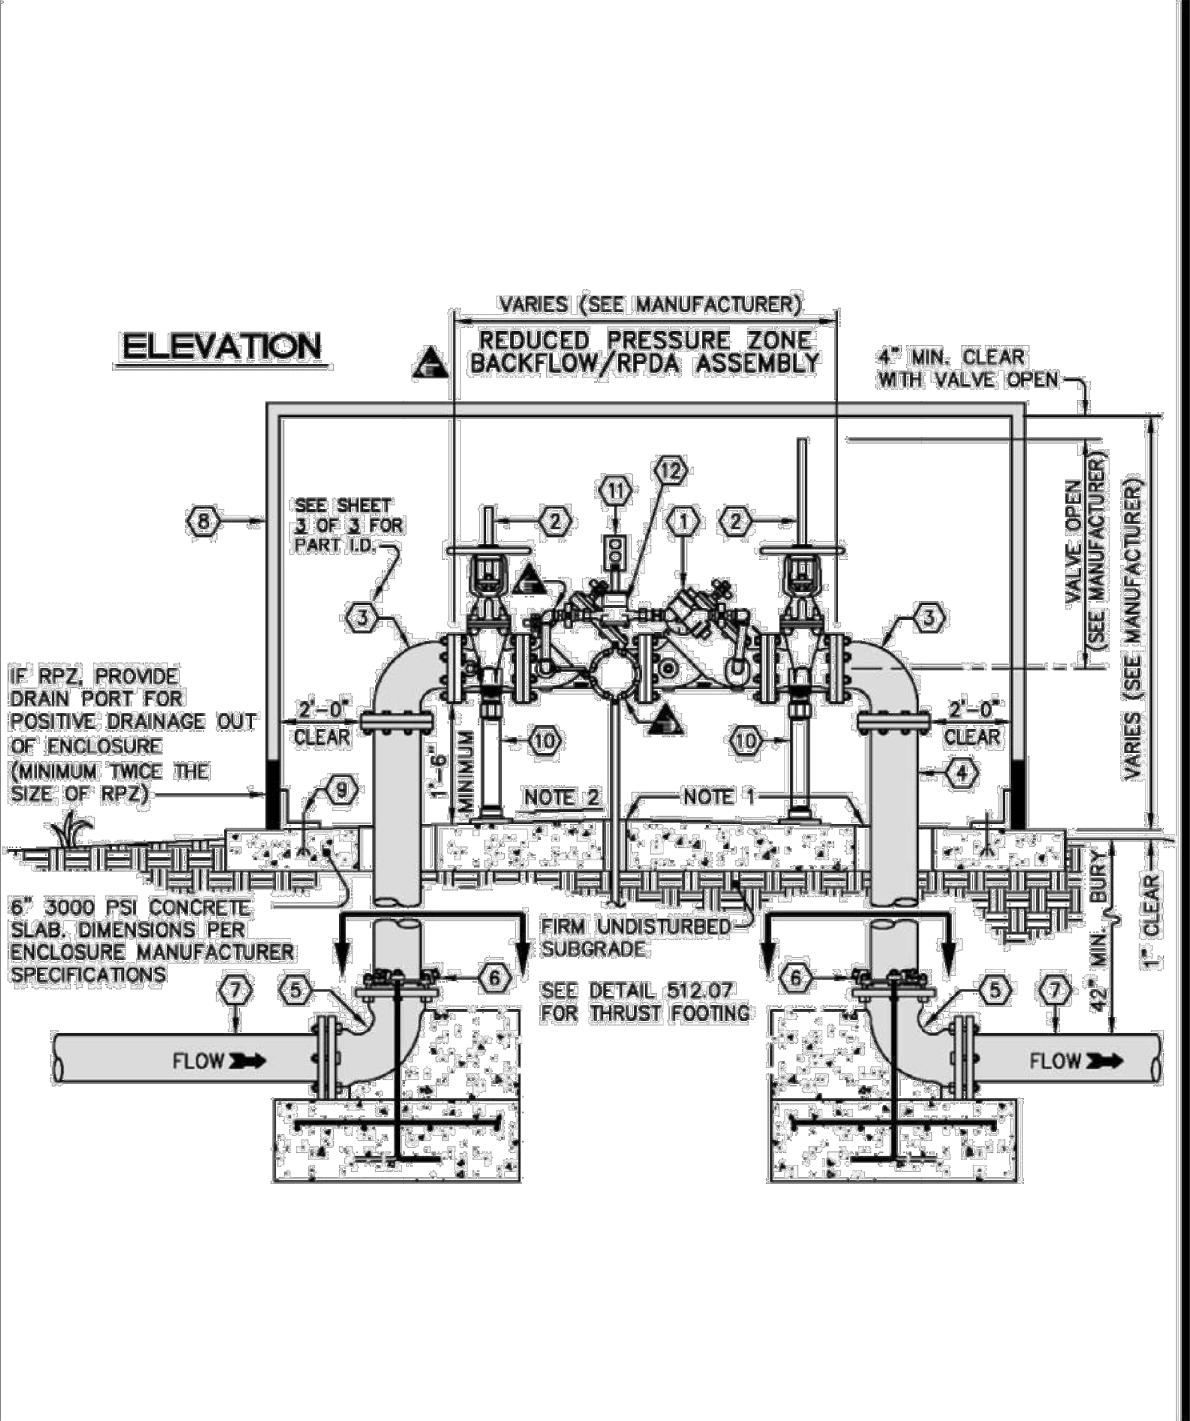 VARIES (SEE MANUFACTURER)
ELEVATION
REDUCED PRESSURE ZONE
BACKFLOW/RPDA ASSEMBLY
E
4" MIN. CLEAR
WITH VALVE OPEN
SEE SHEET
3 OF 3 FOR
PART I.D.
8
2
11
12
1
2
VALVE OPEN
(SEE MANUFACTURER)
VARIES (SEE MANUFACTURER)
E
3
3
IF RPZ, PROVIDE
DRAIN PORT FOR
POSITIVE DRAINAGE OUT
OF ENCLOSURE
(MINIMUM TWICE THE
SIZE OF RPZ)
2'-0"
CLEAR
1'-6"
MINIMUM
10
E
10
2'-0"
CLEAR
4
9
NOTE 2
NOTE 1
6" 3000 PSI CONCRETE
SLAB. DIMENSIONS PER
ENCLOSURE MANUFACTURER
SPECIFICATIONS
FIRM UNDISTURBED
SUBGRADE
42" MIN. BURY
1" CLEAR
7
5
6
SEE DETAIL 512.07
FOR THRUST FOOTING
6
5
7
FLOW
FLOW